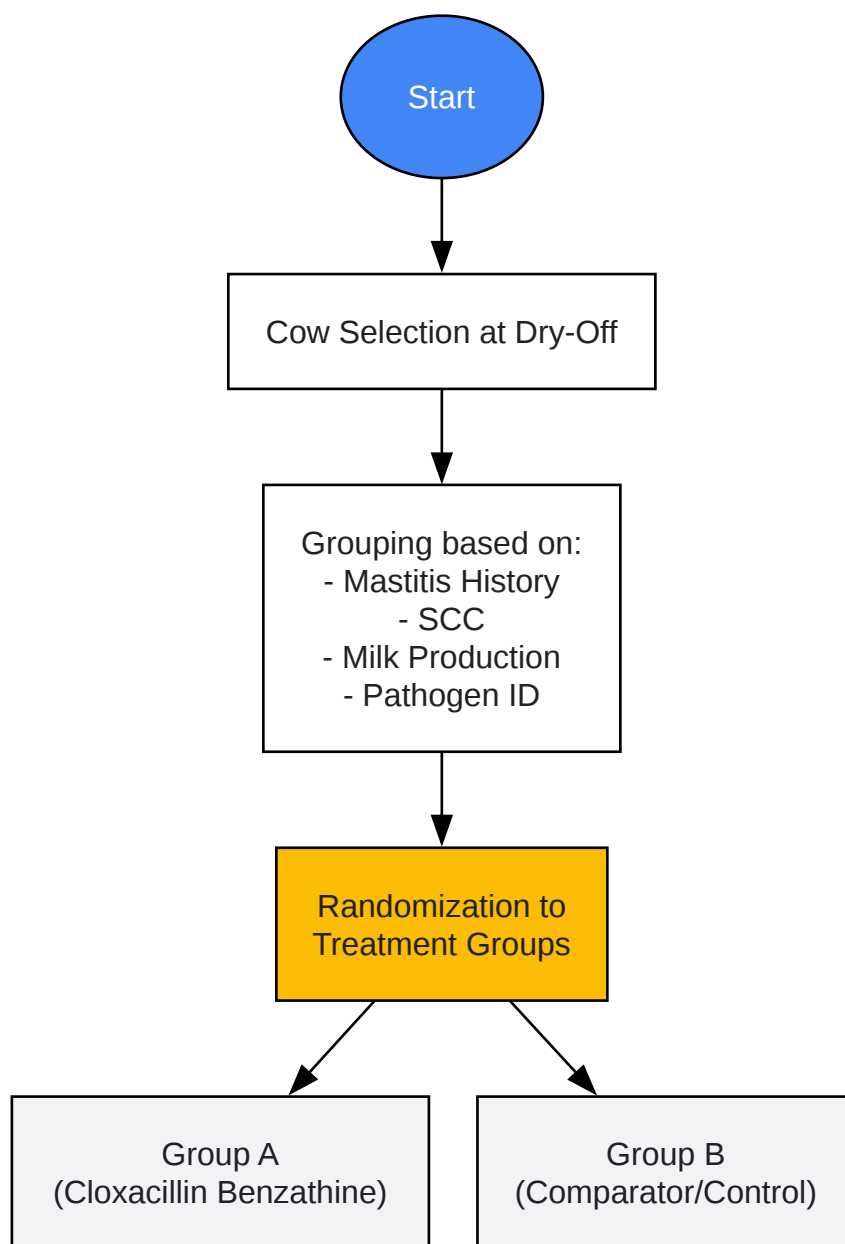 Start
Cow Selection at Dry-Off
Grouping based on:
- Mastitis History
- SCC
- Milk Production
- Pathogen ID
Randomization to
Treatment Groups
Group A
(Cloxacillin Benzathine)
Group B
(Comparator/Control)